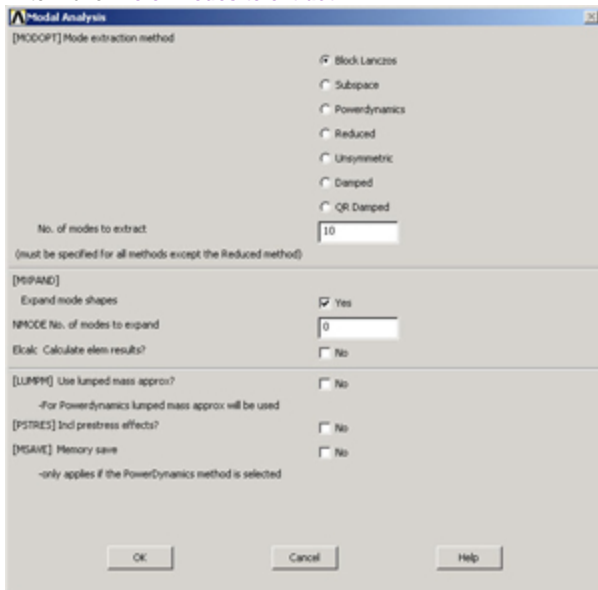 Modal Analysis
[MODOPT] Mode extraction method
Block Lanczos
Subspace
Powerdynamics
Reduced
Unsymmetric
Damped
QR Damped
No. of modes to extract 10
(must be specified for all methods except the Reduced method)
[MXPAND]
Expand mode shapes Yes
NMODE No. of modes to expand 0
Elcalc Calculate elem results? No
[LUMPM] Use lumped mass approx? No
-For Powerdynamics lumped mass approx will be used
[PSTRES] Incl prestress effects? No
[MSAVE] Memory save No
-only applies if the PowerDynamics method is selected
OK Cancel Help